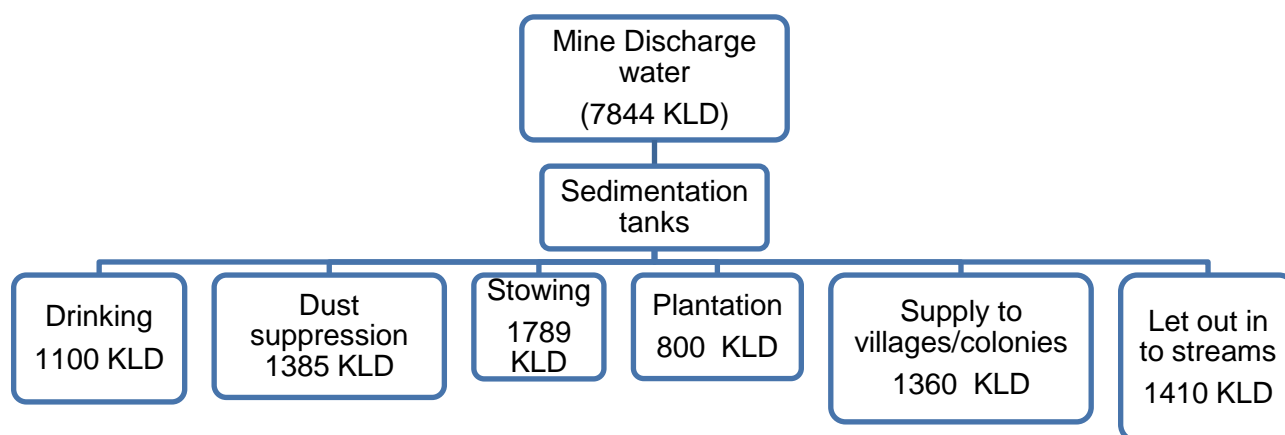 Mine Discharge
water
(7844 KLD)
Sedimentation
tanks
Drinking
1100 KLD
Dust
suppression
1385 KLD
Stowing
1789
KLD
Plantation
800 KLD
Supply to
villages/colonies
1360 KLD
Let out in
to streams
1410 KLD